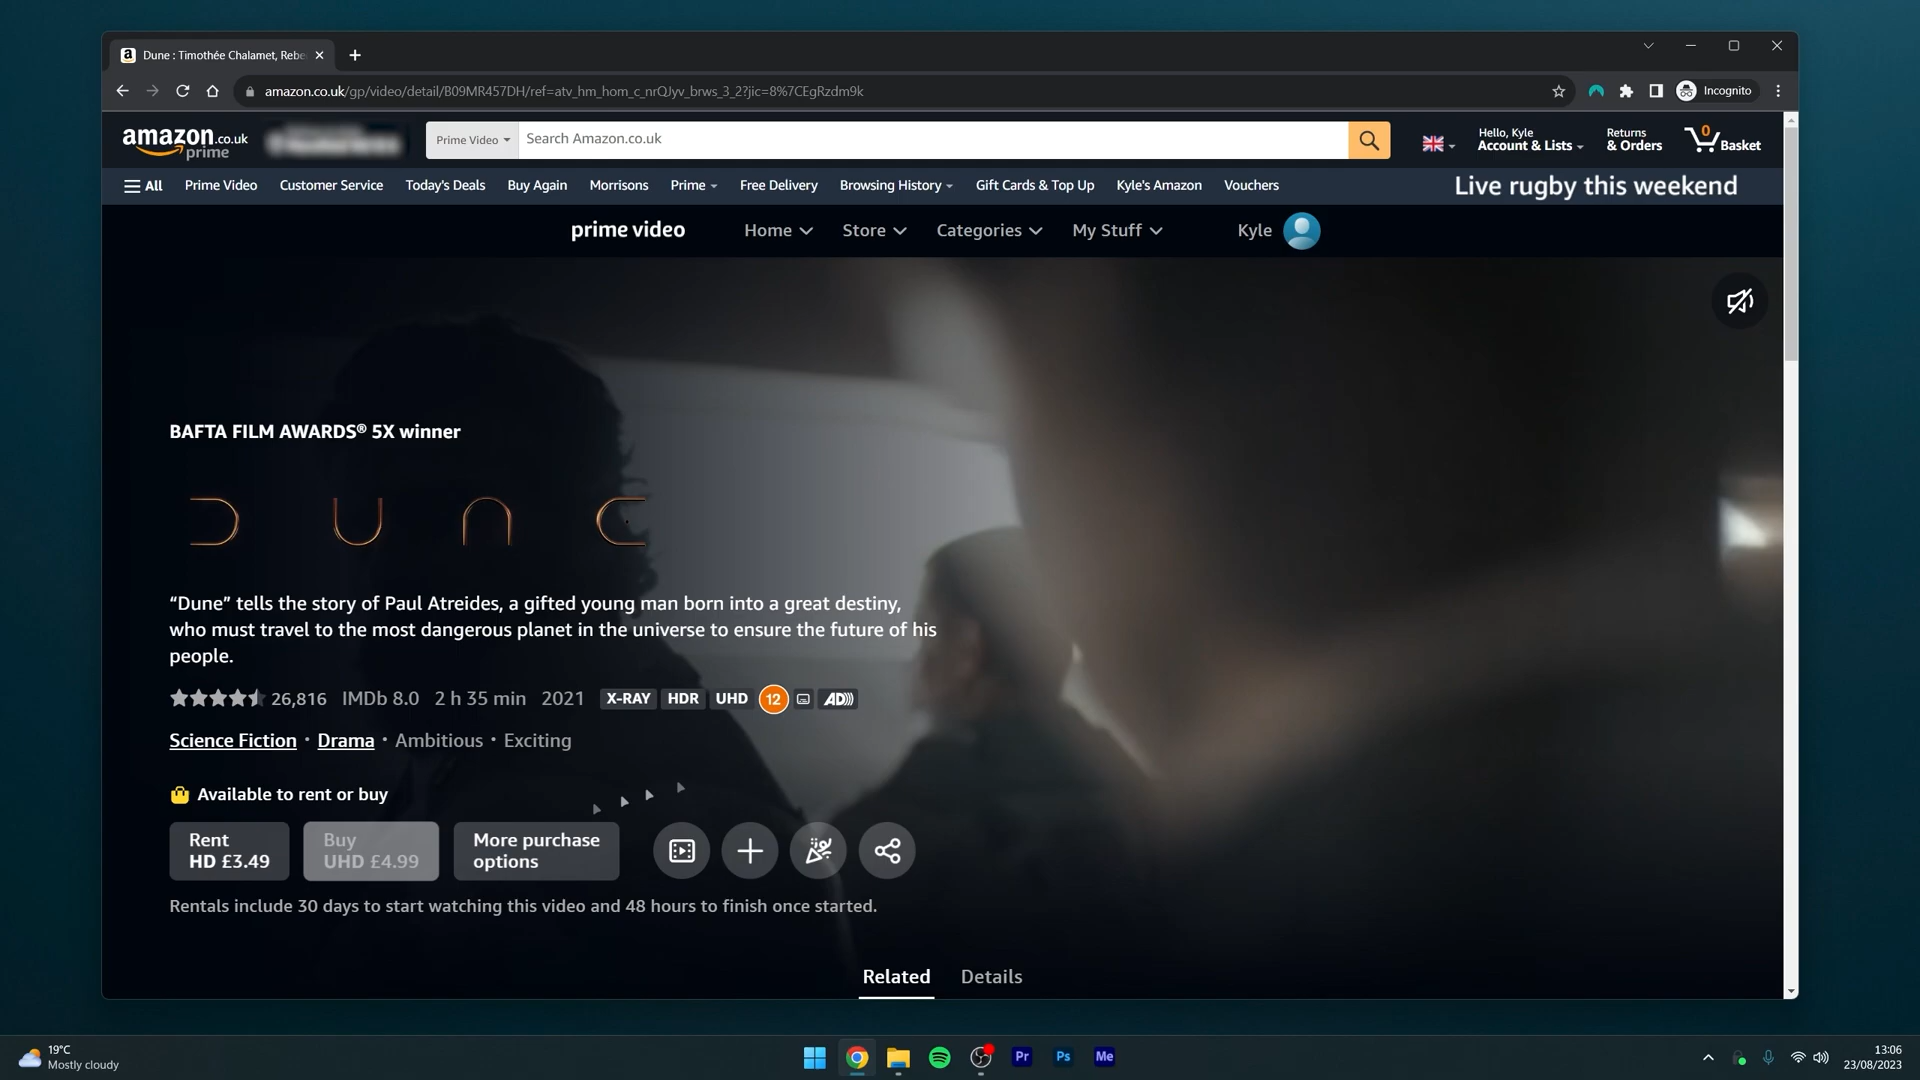 Dune : Timothée Chalamet, Rebe
amazon.co.uk/gp/video/detail/B09MR457DH/ref=atv_hm_hom_c_nrQJyv_brws_3_2?jic=8%7CEgRzdm9k
Incognito
amazon.co.uk
prime
Prime Video
Search Amazon.co.uk
Hello, Kyle
Account & Lists
Returns
& Orders
0
Basket
All
Prime Video
Customer Service
Today's Deals
Buy Again
Morrisons
Prime
Free Delivery
Browsing History
Gift Cards & Top Up
Kyle's Amazon
Vouchers
Live rugby this weekend
prime video
Home
Store
Categories
My Stuff
Kyle
BAFTA FILM AWARDS® 5X winner
DUNE
“Dune” tells the story of Paul Atreides, a gifted young man born into a great destiny,
who must travel to the most dangerous planet in the universe to ensure the future of his
people.
26,816 IMDb 8.0 2 h 35 min 2021 X-RAY HDR UHD 12 AD)))
Science Fiction · Drama · Ambitious · Exciting
Available to rent or buy
Rent
HD £3.49
Buy
UHD £4.99
More purchase
options
Rentals include 30 days to start watching this video and 48 hours to finish once started.
Related
Details
19°C
Mostly cloudy
Pr
Ps
Me
13:06
23/08/2023